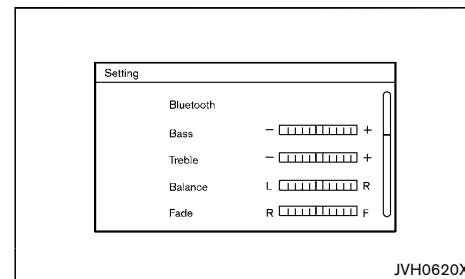 Setting
Bluetooth
Bass - +
Treble - +
Balance L R
Fade R F
JVH0620X